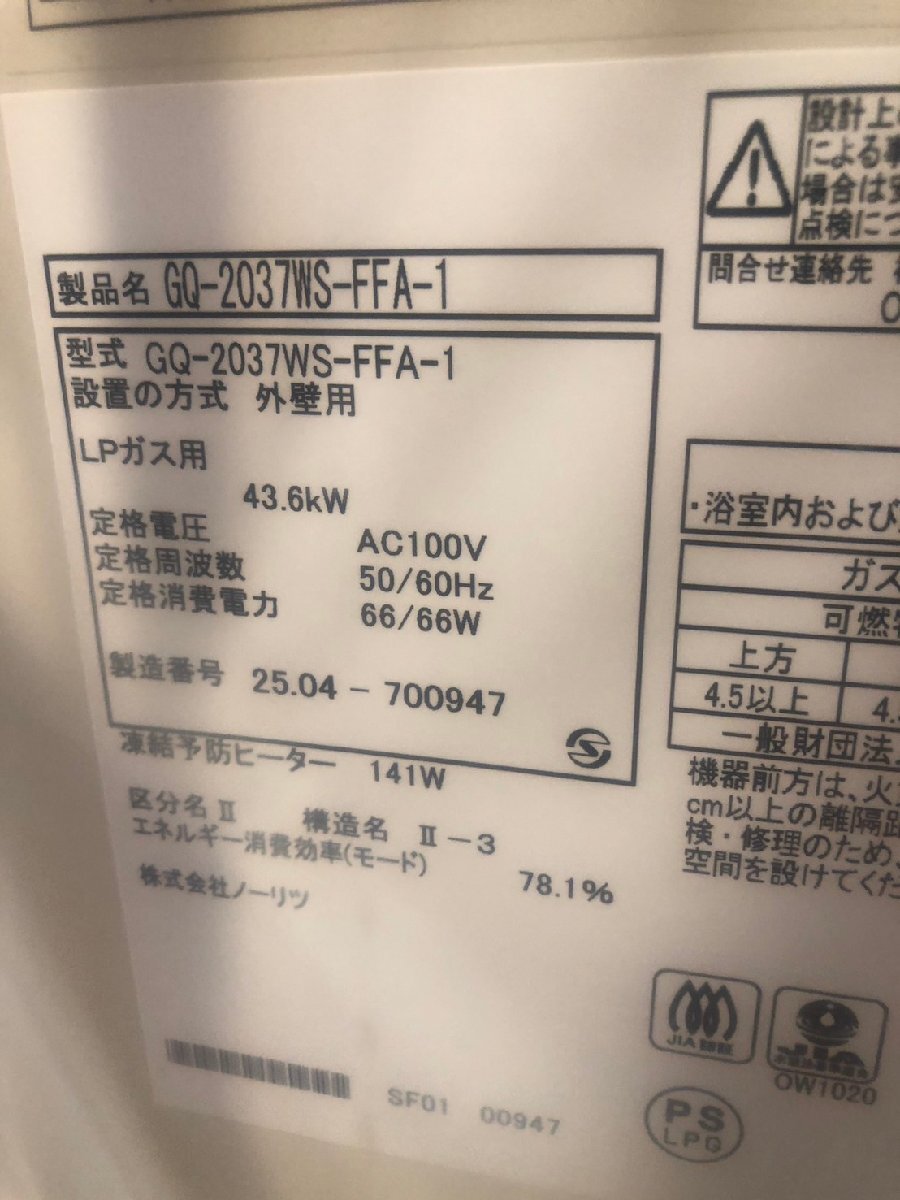 製品名 GQ-2037WS-FFA-1
型式 GQ-2037WS-FFA-1
設置の方式 外壁用
LPガス用
43.6kW
定格電圧 AC100V
定格周波数 50/60Hz
定格消費電力 66/66W
製造番号 25.04-700947
凍結予防ヒーター 141W
区分名 Ⅱ 構造名 Ⅱ-3
エネルギー消費効率(モード) 78.1%
株式会社ノーリツ
SF01 00947
設計上の
による事
場合は安
点検につ
問合せ連絡先
・浴室内および
ガス
可燃物
上方
4.5以上 4.
一般財団法
機器前方は、火
cm以上の離隔距
検・修理のため、
空間を設けてくだ
JIA 認証
JIA
OW1020
PS
LPG